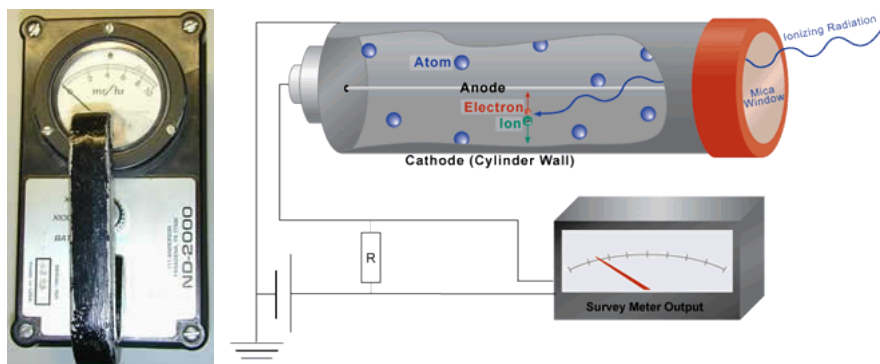 mr/hr
ND-2000
Atom
Anode
Electron
Ion
Cathode (Cylinder Wall)
Ionizing Radiation
Mica
Window
R
Survey Meter Output